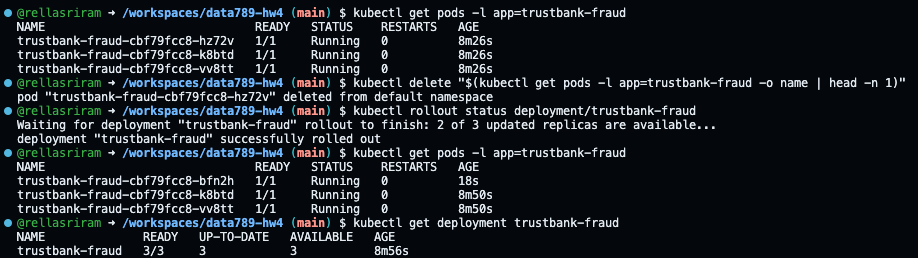 @rellasriram → /workspaces/data789-hw4 (main) $ kubectl get pods -l app=trustbank-fraud
NAME READY STATUS RESTARTS AGE
trustbank-fraud-cbf79fcc8-hz72v 1/1 Running 0 8m26s
trustbank-fraud-cbf79fcc8-k8btd 1/1 Running 0 8m26s
trustbank-fraud-cbf79fcc8-vv8tt 1/1 Running 0 8m26s
@rellasriram → /workspaces/data789-hw4 (main) $ kubectl delete "$(kubectl get pods -l app=trustbank-fraud -o name | head -n 1)"
pod "trustbank-fraud-cbf79fcc8-hz72v" deleted from default namespace
@rellasriram → /workspaces/data789-hw4 (main) $ kubectl rollout status deployment/trustbank-fraud
Waiting for deployment "trustbank-fraud" rollout to finish: 2 of 3 updated replicas are available...
deployment "trustbank-fraud" successfully rolled out
@rellasriram → /workspaces/data789-hw4 (main) $ kubectl get pods -l app=trustbank-fraud
NAME READY STATUS RESTARTS AGE
trustbank-fraud-cbf79fcc8-bfn2h 1/1 Running 0 18s
trustbank-fraud-cbf79fcc8-k8btd 1/1 Running 0 8m50s
trustbank-fraud-cbf79fcc8-vv8tt 1/1 Running 0 8m50s
@rellasriram → /workspaces/data789-hw4 (main) $ kubectl get deployment trustbank-fraud
NAME READY UP-TO-DATE AVAILABLE AGE
trustbank-fraud 3/3 3 3 8m56s